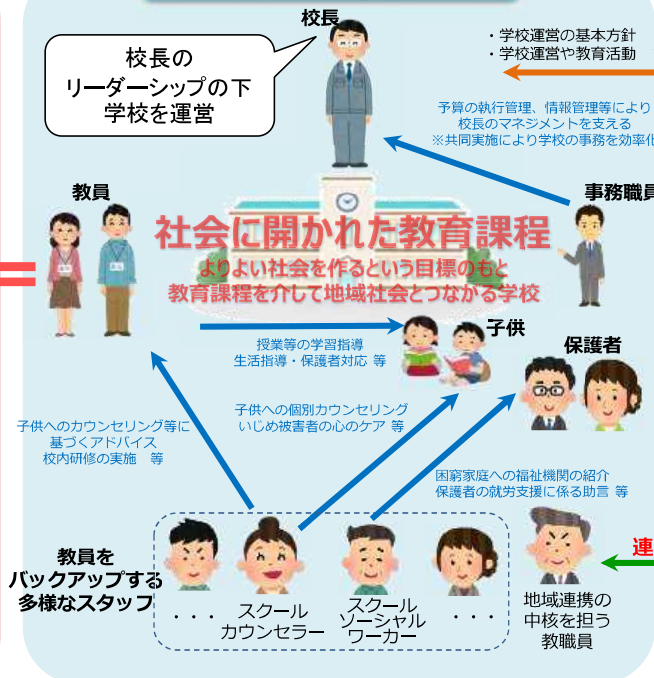 校長
校長の
リーダーシップの下
学校を運営
・学校運営の基本方針
・学校運営や教育活動
予算の執行管理、情報管理等により
校長のマネジメントを支える
※共同実施により学校の事務を効率化
教員
事務職員
社会に開かれた教育課程
よりよい社会を作るという目標のもと
教育課程を介して地域社会とつながる学校
授業等の学習指導
生活指導・保護者対応 等
子供
保護者
子供へのカウンセリング等に
基づくアドバイス
校内研修の実施　等
子供への個別カウンセリング
いじめ被害者の心のケア 等
困窮家庭への福祉機関の紹介
保護者の就労支援に係る助言 等
教員を
バックアップする
多様なスタッフ
・・・
スクール
カウンセラー
スクール
ソーシャル
ワーカー
・・・
地域連携の
中核を担う
教職員
連